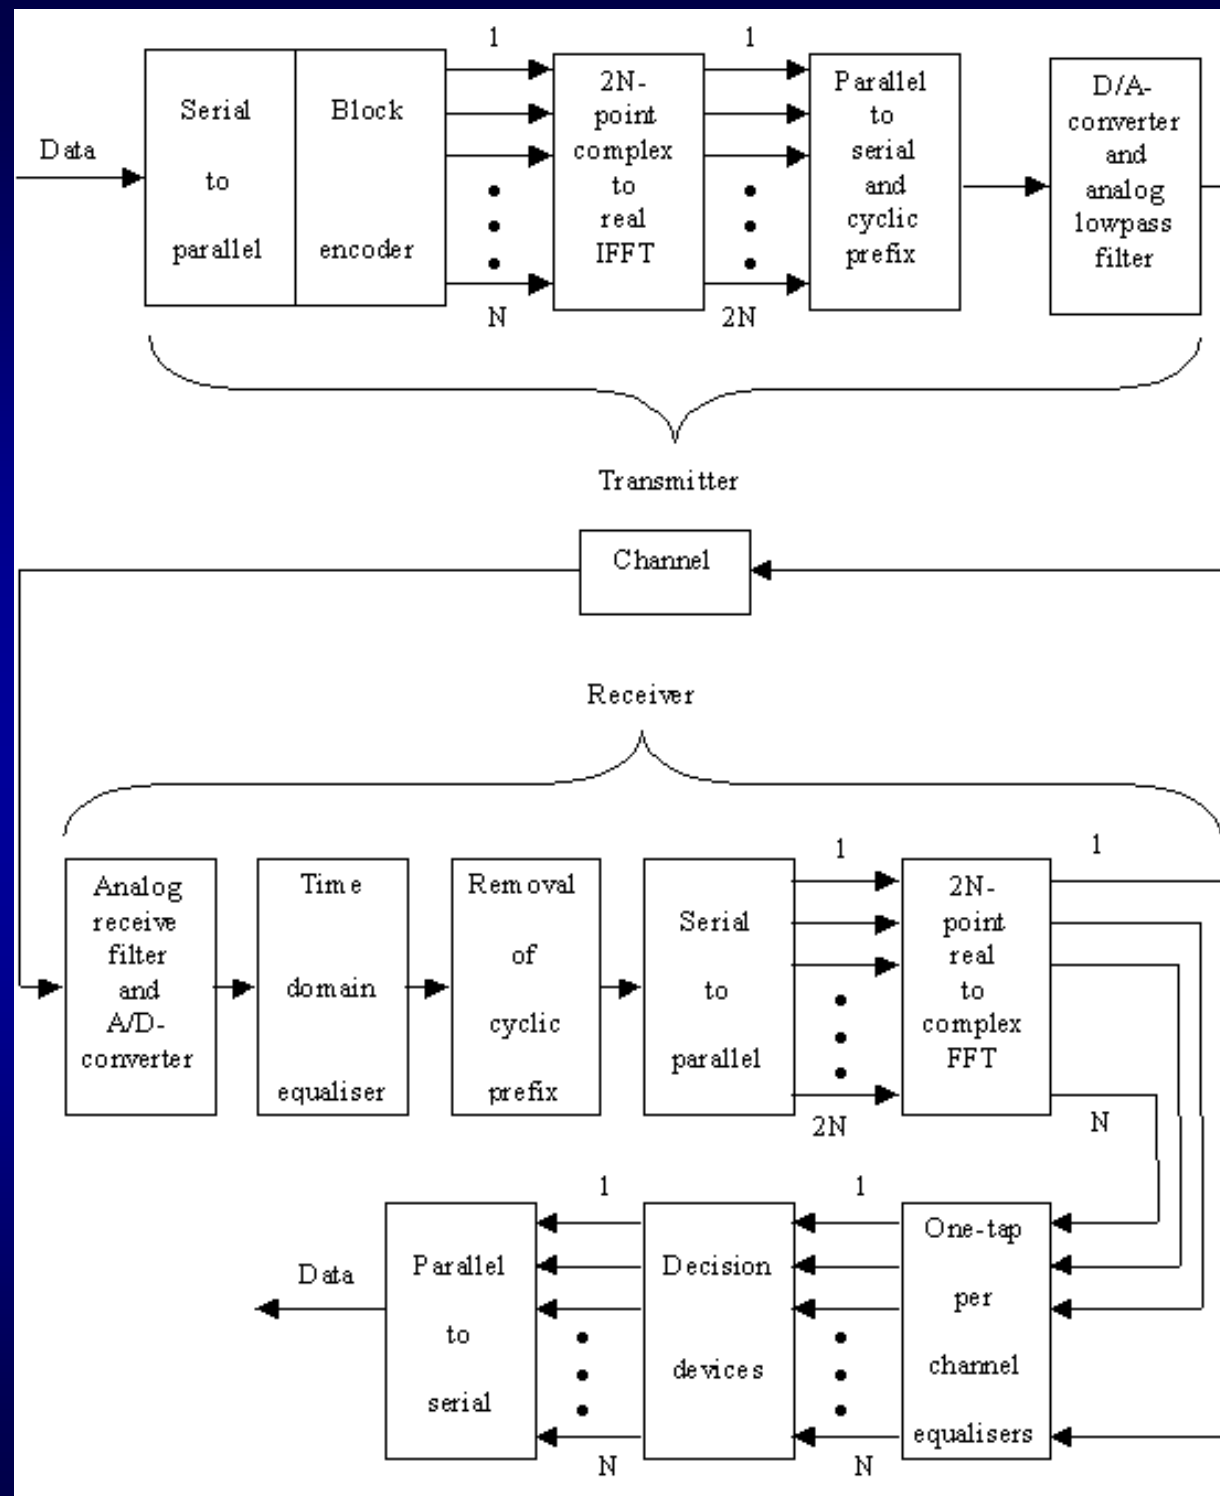 1
1
Data
Serial
to
parallel
Block
encoder
N
2N-
point
complex
to
real
IFFT
2N
Parallel
to
serial
and
cyclic
prefix
D/A-
converter
and
analog
lowpass
filter
Transmitter
Channel
Receiver
Analog
receive
filter
and
A/D-
converter
Time
domain
equaliser
Removal
of
cyclic
prefix
Serial
to
parallel
1
2N
2N-
point
real
to
complex
FFT
1
N
One-tap
per
channel
equalisers
1
N
Decision
devices
1
N
Parallel
to
serial
Data